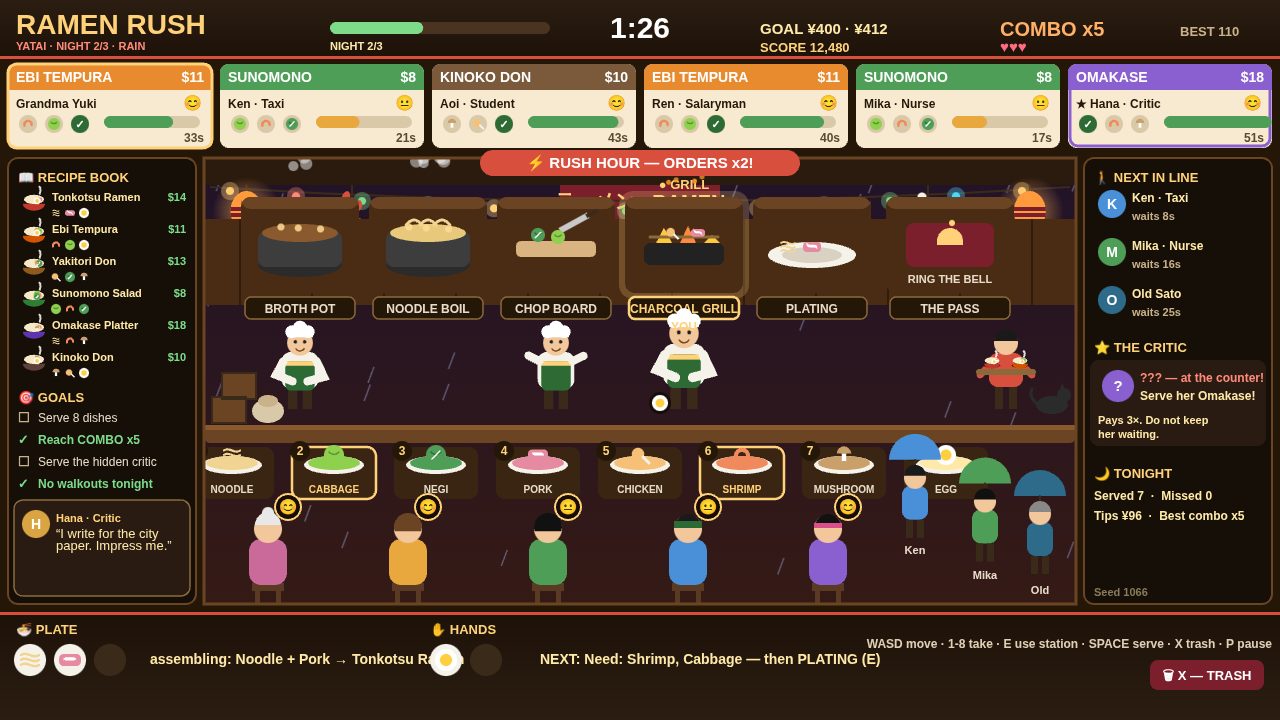 RAMEN RUSH
YATAI · NIGHT 2/3 · RAIN
NIGHT 2/3
1:26
GOAL ¥400 · ¥412
SCORE 12,480
COMBO x5
♥♥♥
BEST 110
EBI TEMPURA $11
Grandma Yuki
33s
SUNOMONO $8
Ken · Taxi
21s
KINOKO DON $10
Aoi · Student
43s
EBI TEMPURA $11
Ren · Salaryman
40s
SUNOMONO $8
Mika · Nurse
17s
OMAKASE $18
★ Hana · Critic
51s
⚡ RUSH HOUR — ORDERS x2!
📖 RECIPE BOOK
Tonkotsu Ramen $14
Ebi Tempura $11
Yakitori Don $13
Sunomono Salad $8
Omakase Platter $18
Kinoko Don $10
🎯 GOALS
☐ Serve 8 dishes
✓ Reach COMBO x5
☐ Serve the hidden critic
✓ No walkouts tonight
H
Hana · Critic
“I write for the city
paper. Impress me.”
● GRILL
RAMEN
RING THE BELL
BROTH POT
NOODLE BOIL
CHOP BOARD
CHARCOAL GRILL
PLATING
THE PASS
YOU
NOODLE
2 CABBAGE
3 NEGI
4 PORK
5 CHICKEN
6 SHRIMP
7 MUSHROOM
EGG
Ken
Mika
Old
🚶 NEXT IN LINE
K
Ken · Taxi
waits 8s
M
Mika · Nurse
waits 16s
O
Old Sato
waits 25s
⭐ THE CRITIC
?
??? — at the counter!
Serve her Omakase!
Pays 3×. Do not keep
her waiting.
🌙 TONIGHT
Served 7 · Missed 0
Tips ¥96 · Best combo x5
Seed 1066
🍜 PLATE
assembling: Noodle + Pork → Tonkotsu
✋ HANDS
NEXT: Need: Shrimp, Cabbage — then PLATING (E)
WASD move · 1-8 take · E use station · SPACE serve · X trash · P pause
🗑 X — TRASH